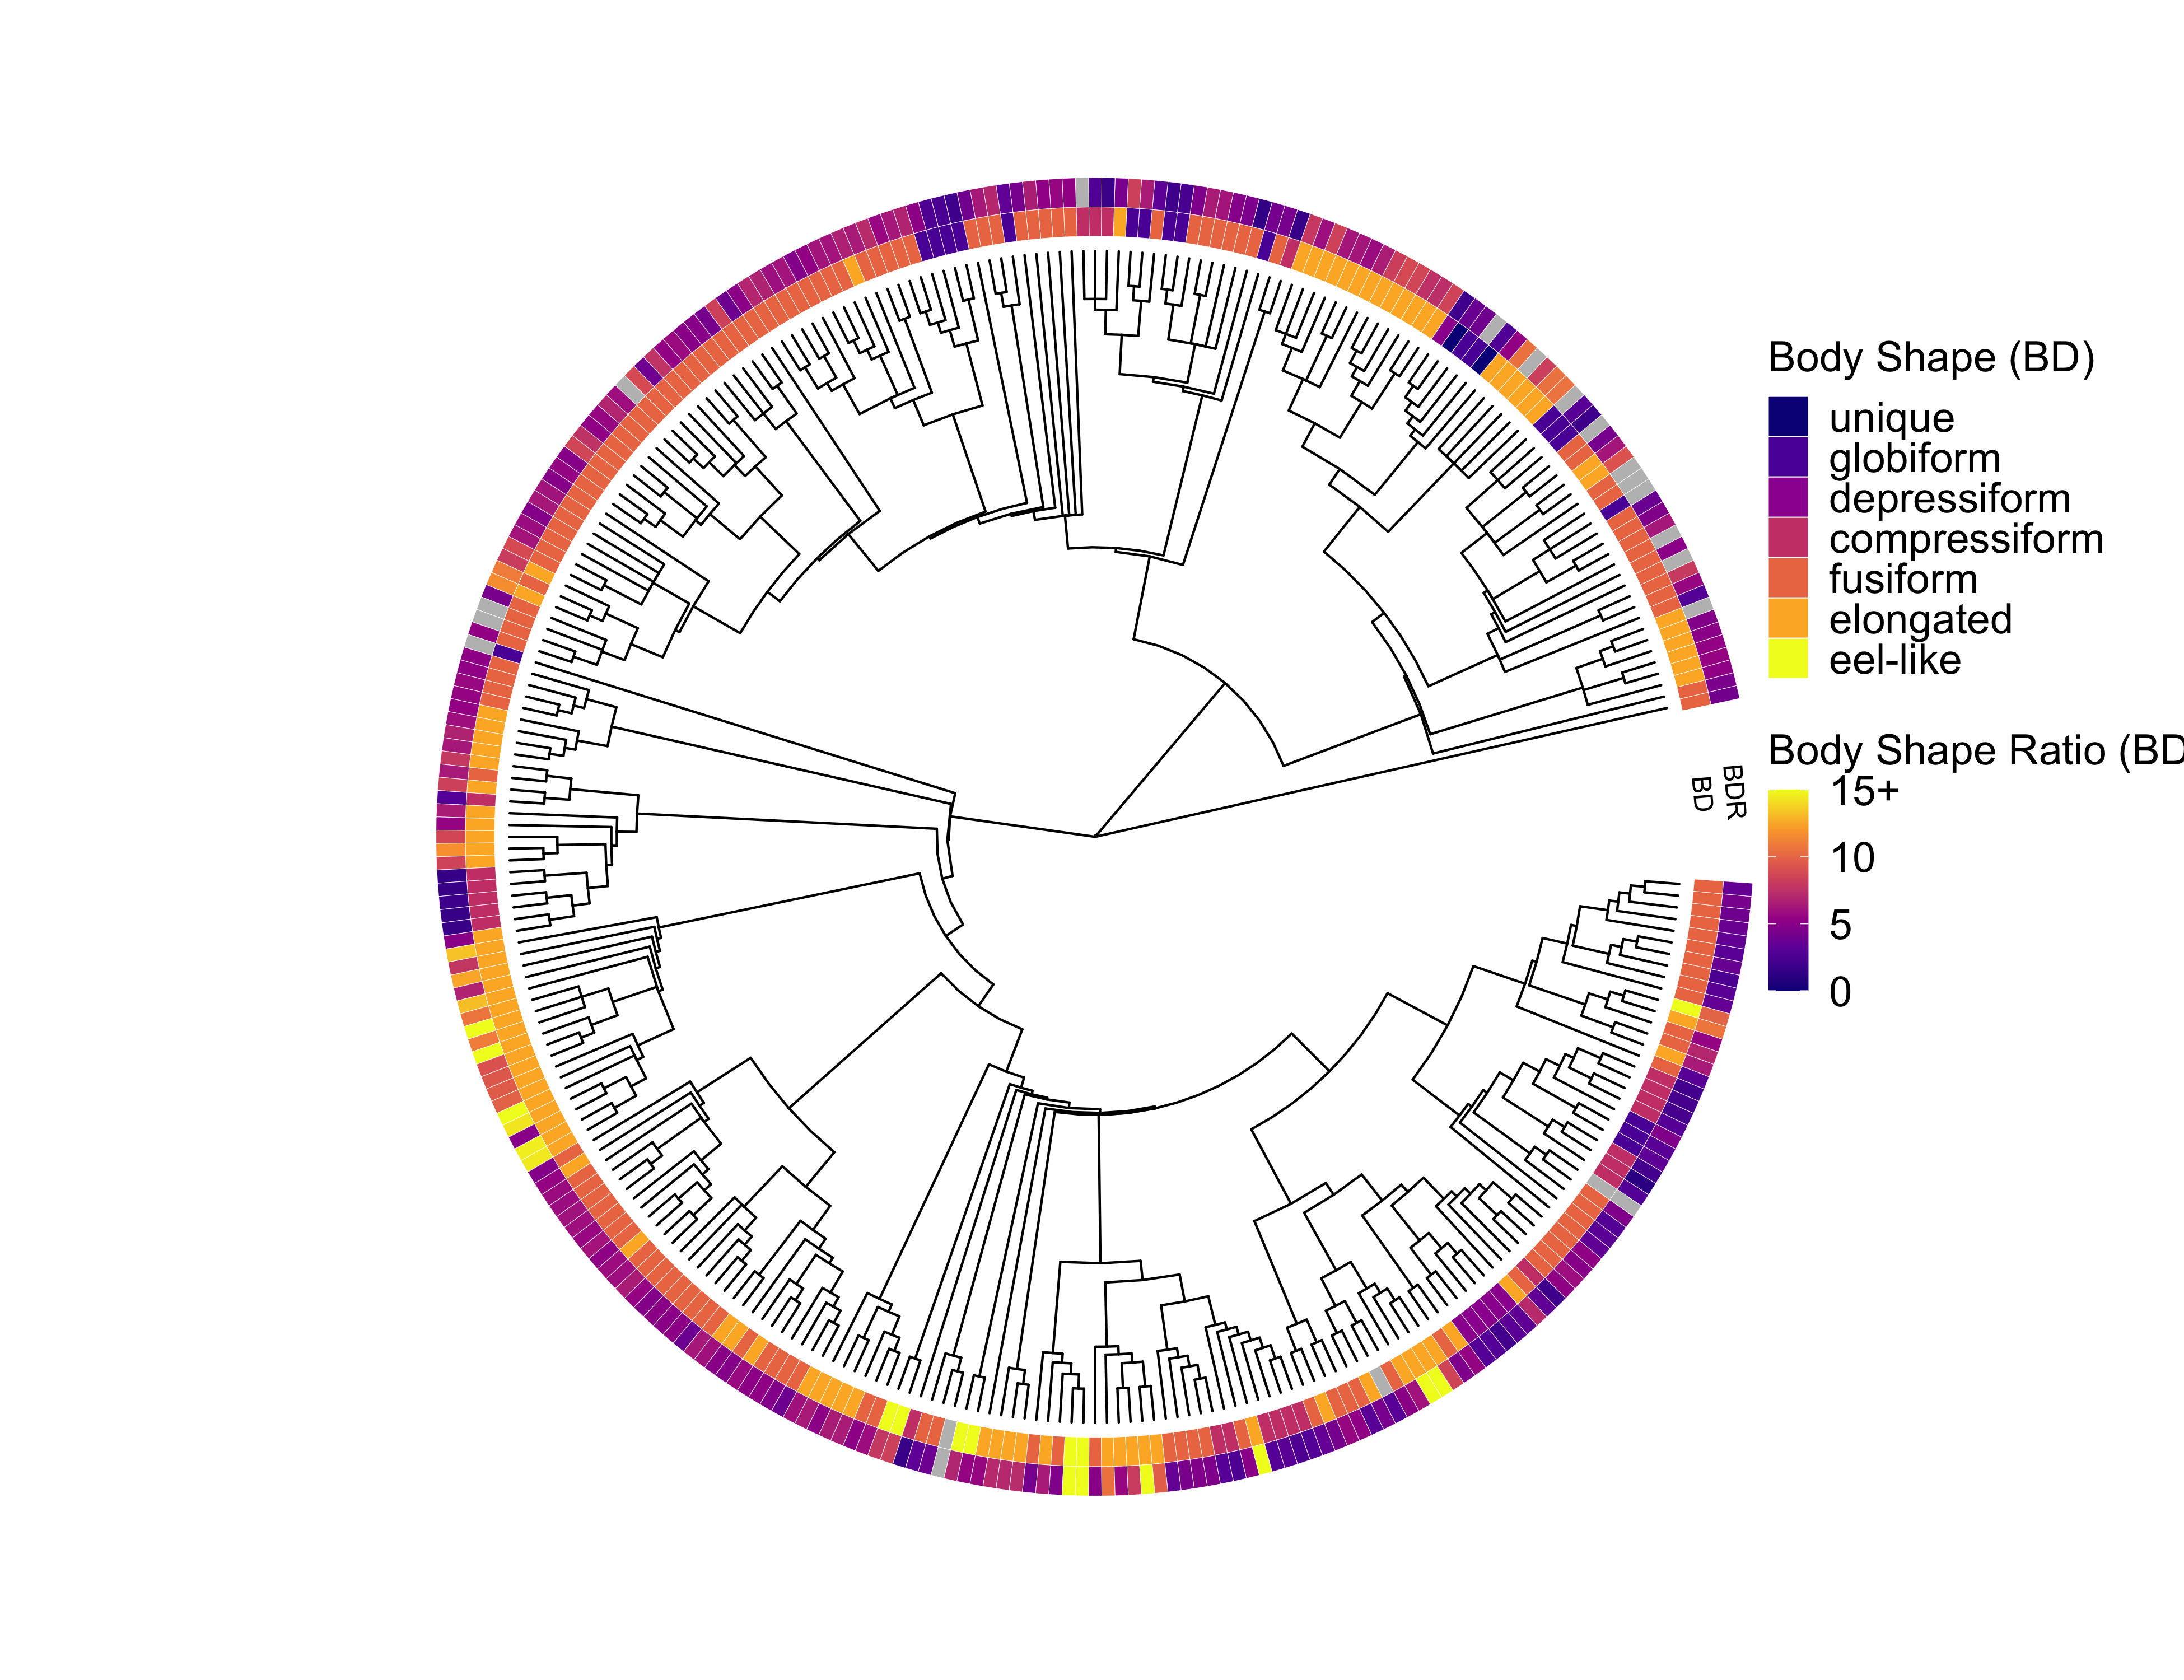 Body Shape (BD)
unique
globiform
depressiform
compressiform
fusiform
elongated
eel-like
Body Shape Ratio (BD
15+
10
5
0
BD
BDR